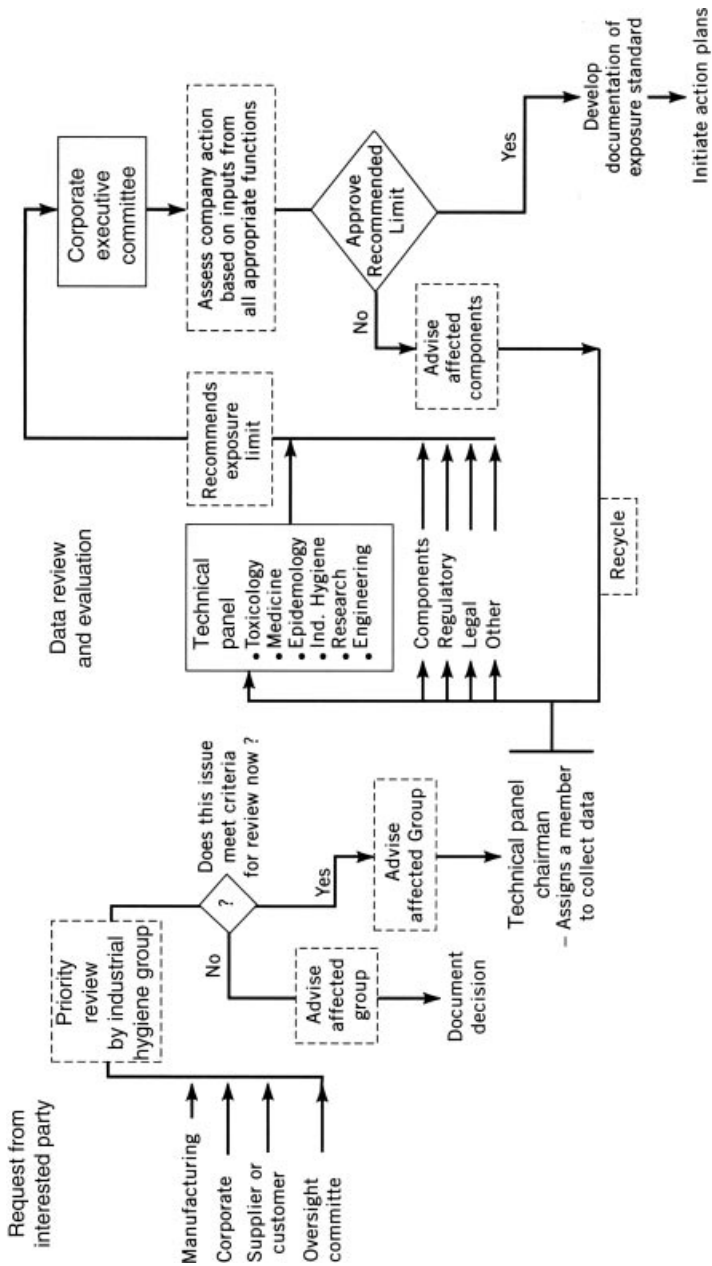 Request from
interested party
Manufacturing
Corporate
Supplier or
customer
Oversight
committe
Priority
review
by industrial
hygiene group
Does this issue
meet criteria
for review now ?
?
No
Yes
Advise
affected
group
Document
decision
Advise
affected Group
Technical panel
chairman
– Assigns a member
to collect data
Data review
and evaluation
Technical
panel
• Toxicology
• Medicine
• Epidemology
• Ind. Hygiene
• Research
• Engineering
Components
Regulatory
Legal
Other
Recommends
exposure
limit
Corporate
executive
committee
Assess company action
based on inputs from
all appropriate functions
Approve
Recommended
Limit
No
Yes
Advise
affected
components
Recycle
Develop
documentation of
exposure standard
Initiate action plans